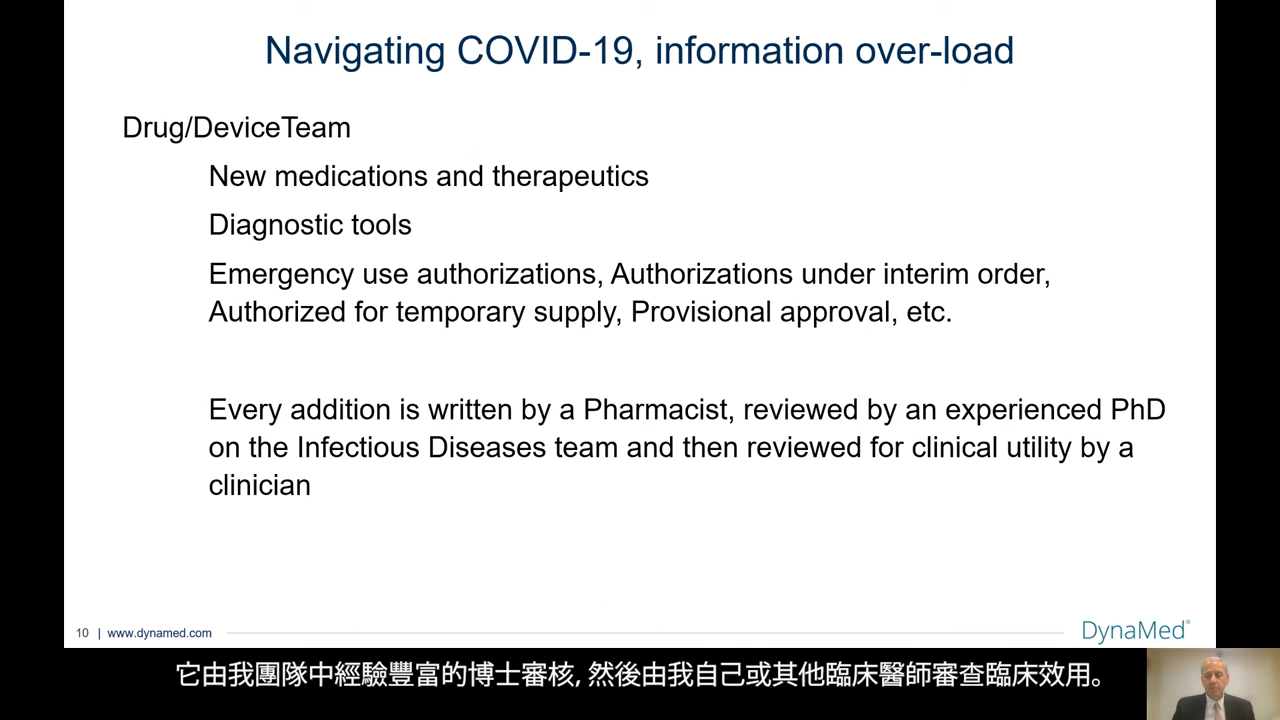 Navigating COVID-19, information over-load
Drug/DeviceTeam
New medications and therapeutics
Diagnostic tools
Emergency use authorizations, Authorizations under interim order,
Authorized for temporary supply, Provisional approval, etc.
Every addition is written by a Pharmacist, reviewed by an experienced PhD
on the Infectious Diseases team and then reviewed for clinical utility by a
clinician
10 | www.dynamed.com
DynaMed®
它由我團隊中經驗豐富的博士審核, 然後由我自己或其他臨床醫師審查臨床效用。